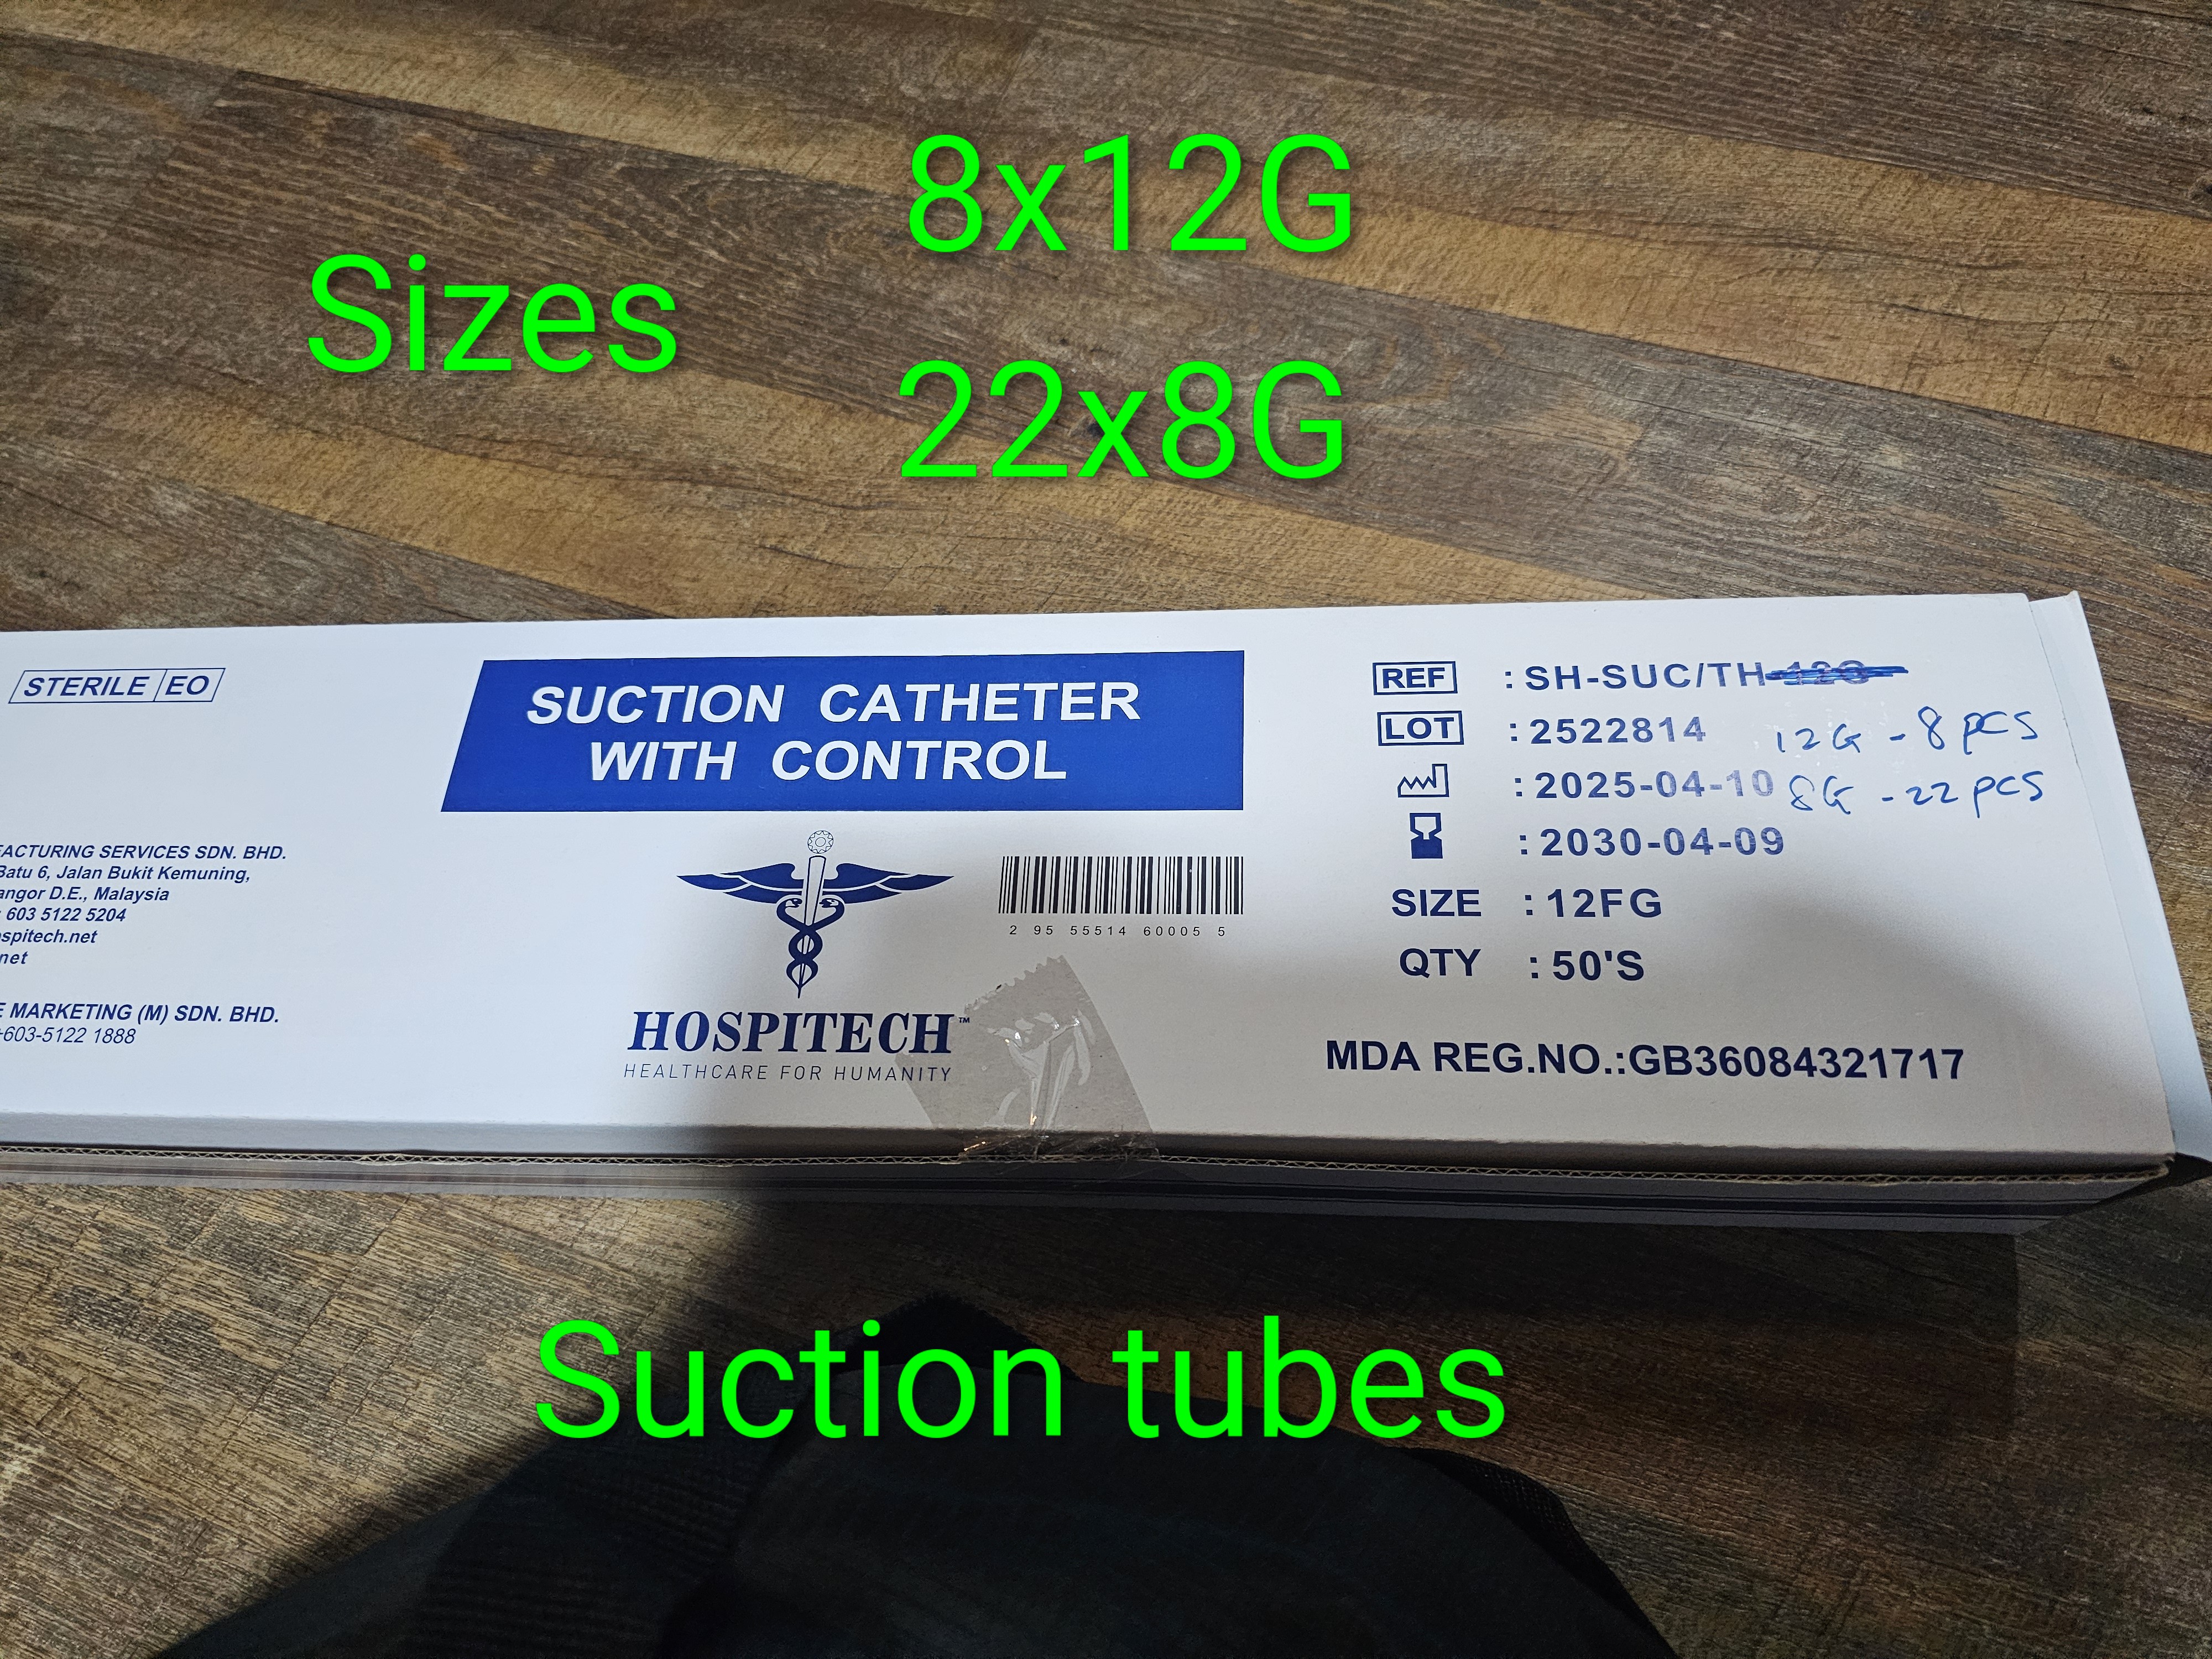 8x12G
Sizes
22x8G
STERILE EO
SUCTION CATHETER
WITH CONTROL
REF : SH-SUC/TH-12G
LOT : 2522814
12G - 8 pcs
: 2025-04-10
8G - 22 pcs
: 2030-04-09
SIZE : 12FG
QTY : 50'S
MDA REG.NO.:GB36084321717
ACTURING SERVICES SDN. BHD.
Batu 6, Jalan Bukit Kemuning,
angor D.E., Malaysia
: 603 5122 5204
spitech.net
net
E MARKETING (M) SDN. BHD.
+603-5122 1888
2 95 55514 60005 5
HOSPITECH™
HEALTHCARE FOR HUMANITY
Suction tubes